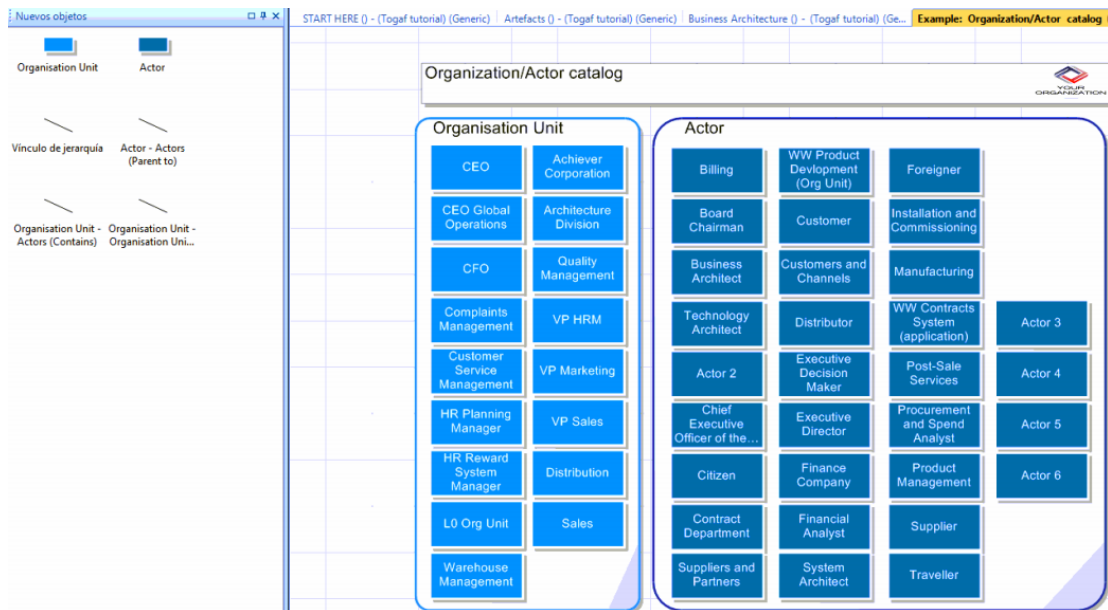 Nuevos objetos
START HERE () - (Togaf tutorial) (Generic)
Artefacts () - (Togaf tutorial) (Generic)
Business Architecture () - (Togaf tutorial) (Ge...
Example: Organization/Actor catalog
Organisation Unit
Actor
Vínculo de jerarquía
Actor - Actors
(Parent to)
Organisation Unit -
Actors (Contains)
Organisation Unit -
Organisation Uni...
Organization/Actor catalog
YOUR
ORGANIZATION
Organisation Unit
CEO
Achiever
Corporation
CEO Global
Operations
Architecture
Division
CFO
Quality
Management
Complaints
Management
VP HRM
Customer
Service
Management
VP Marketing
HR Planning
Manager
VP Sales
HR Reward
System
Manager
Distribution
L0 Org Unit
Sales
Warehouse
Management
Actor
Billing
WW Product
Devlopment
(Org Unit)
Foreigner
Board
Chairman
Customer
Installation and
Commissioning
Business
Architect
Customers and
Channels
Manufacturing
Technology
Architect
Distributor
WW Contracts
System
(application)
Actor 3
Actor 2
Executive
Decision
Maker
Post-Sale
Services
Actor 4
Chief
Executive
Officer of the...
Executive
Director
Procurement
and Spend
Analyst
Actor 5
Citizen
Finance
Company
Product
Management
Actor 6
Contract
Department
Financial
Analyst
Supplier
Suppliers and
Partners
System
Architect
Traveller